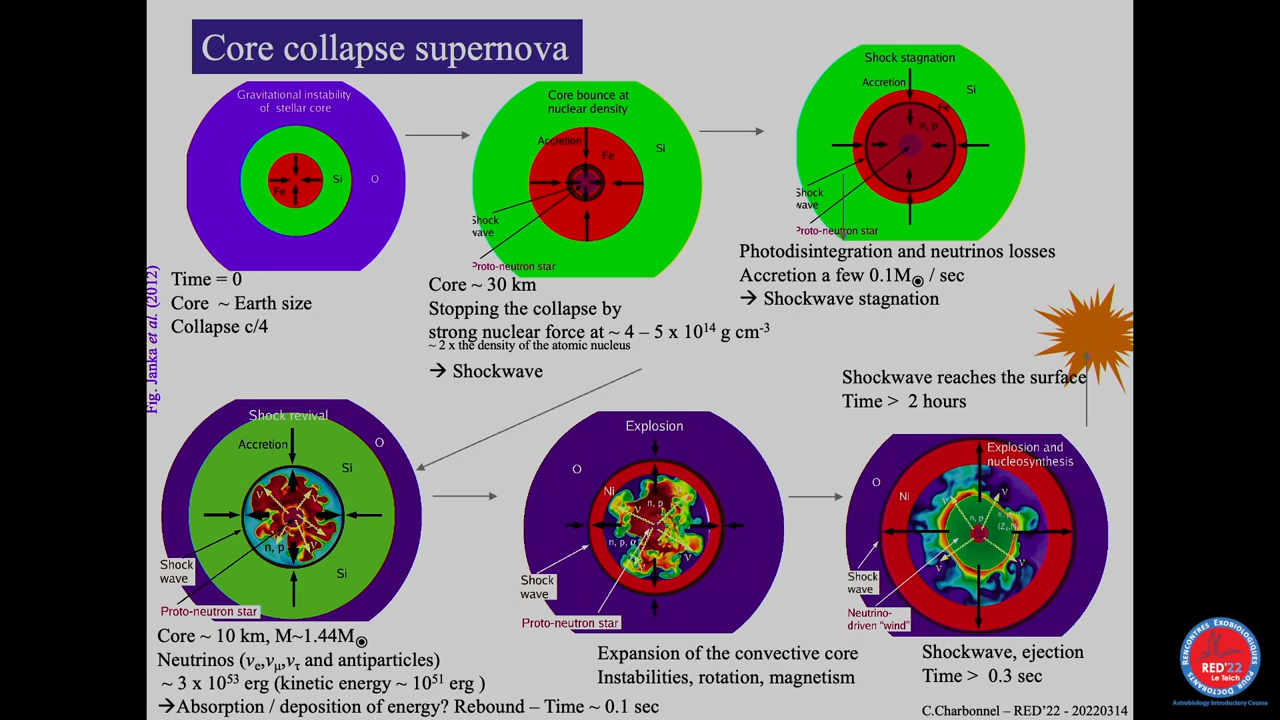 Core collapse supernova
Gravitational instability
of stellar core
Fe
Si
O
Time = 0
Core ~ Earth size
Collapse c/4
Core bounce at
nuclear density
Accretion
Fe
Si
Shock
wave
Proto-neutron star
Core ~ 30 km
Stopping the collapse by
strong nuclear force at ~ 4 – 5 x 10¹⁴ g cm⁻³
~ 2 x the density of the atomic nucleus
→ Shockwave
Shock stagnation
Accretion
Si
Fe
n, p
Shock
wave
Proto-neutron star
Photodisintegration and neutrinos losses
Accretion a few 0.1M⊙ / sec
→ Shockwave stagnation
Fig. Janka et al. (2012)
Shock revival
Accretion
O
Si
ν
ν
n, p
ν
Si
Shock
wave
Proto-neutron star
Core ~ 10 km, M~1.44M⊙
Neutrinos (νe,νμ,ντ and antiparticles)
~ 3 x 10⁵³ erg (kinetic energy ~ 10⁵¹ erg )
→Absorption / deposition of energy? Rebound – Time ~ 0.1 sec
Explosion
O
Ni
n, p
ν
ν
n, p, α
ν
ν
Shock
wave
Proto-neutron star
Expansion of the convective core
Instabilities, rotation, magnetism
Shockwave reaches the surface
Time > 2 hours
Explosion and
nucleosynthesis
O
Ni
ν
ν
n, p
ν
ν
Shock
wave
Neutrino-
driven "wind"
Shockwave, ejection
Time > 0.3 sec
C.Charbonnel – RED'22 - 20220314
RENCONTRES EXOBIOLOGIQUES
POUR DOCTORANTS
RED'22
Le Teich
Astrobiology Introductory Course